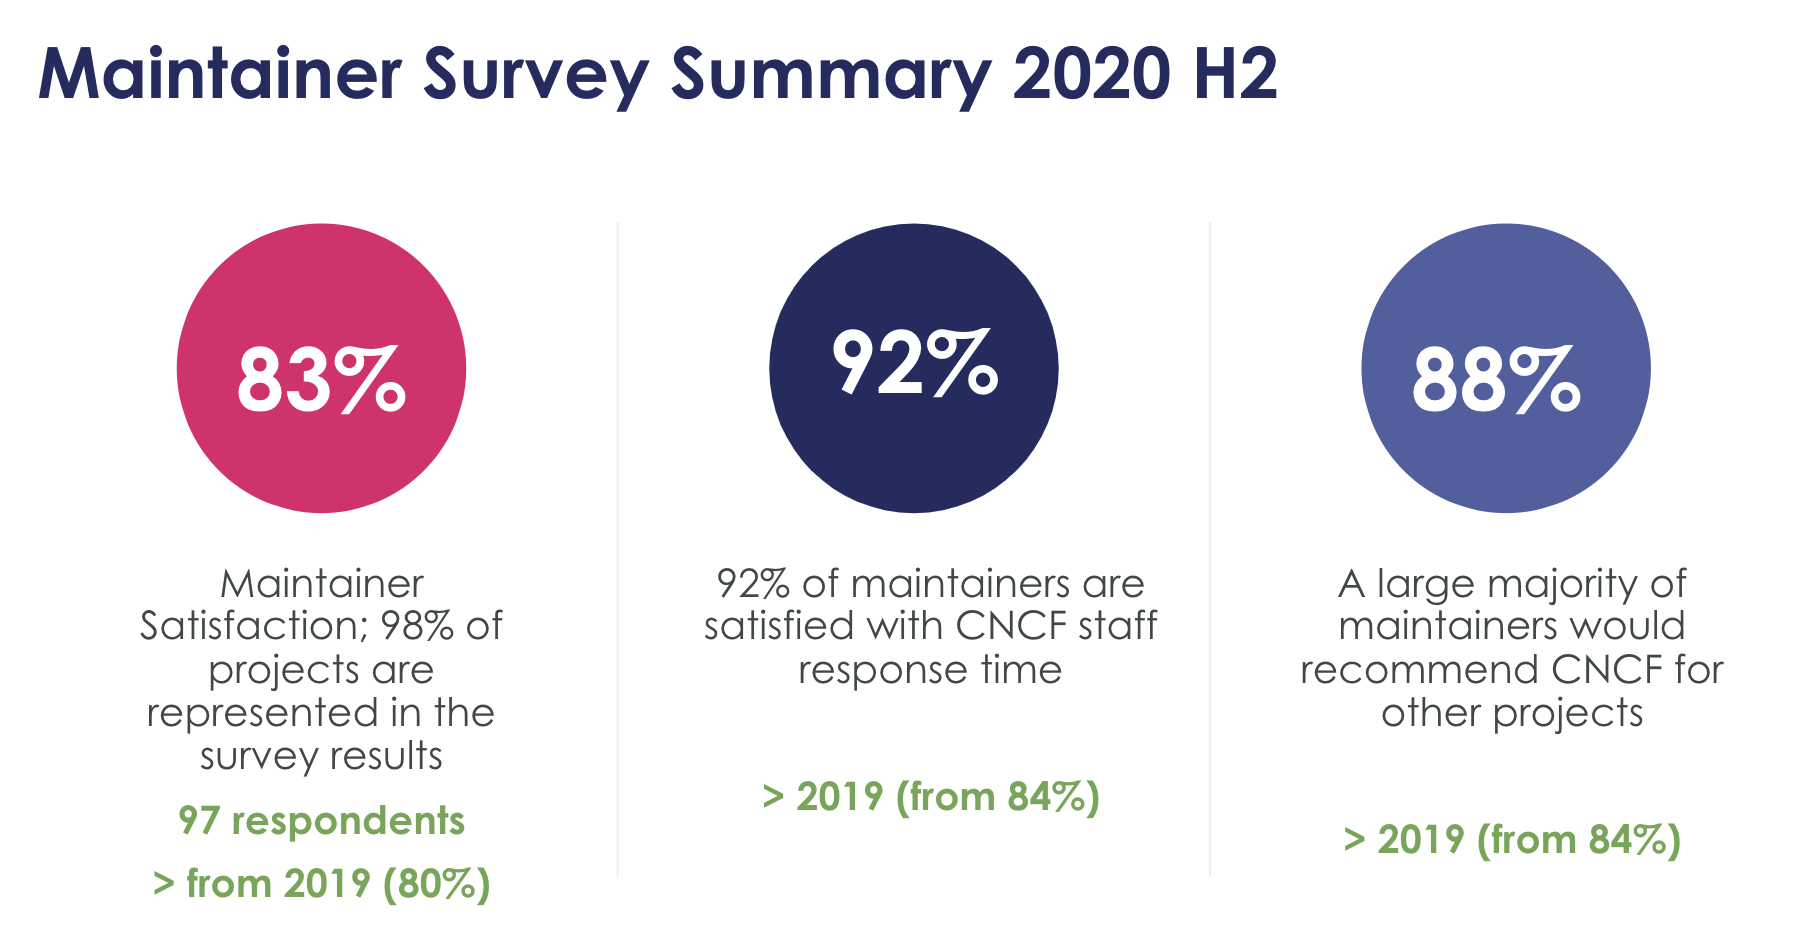 Maintainer Survey Summary 2020 H2
83%
Maintainer
Satisfaction; 98% of
projects are
represented in the
survey results
97 respondents
> from 2019 (80%)
92%
92% of maintainers are
satisfied with CNCF staff
response time
> 2019 (from 84%)
88%
A large majority of
maintainers would
recommend CNCF for
other projects
> 2019 (from 84%)